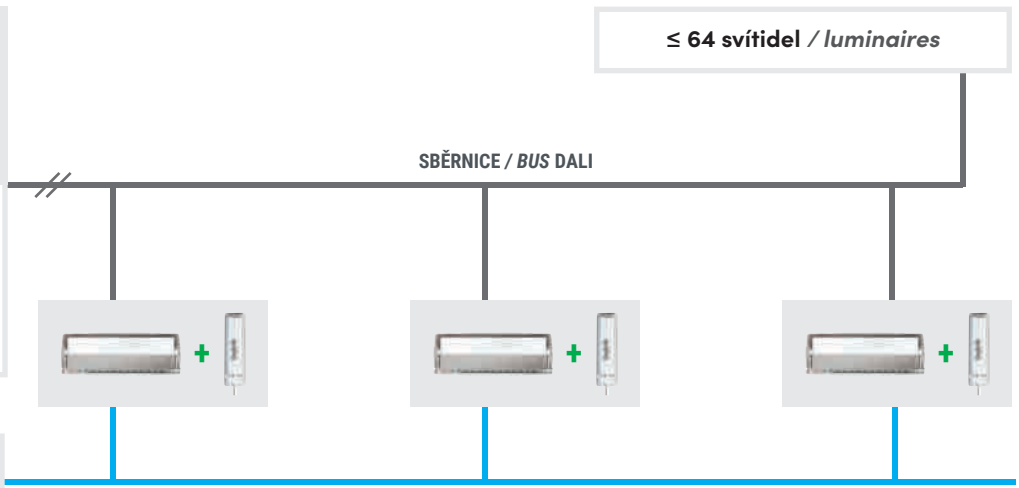 ≤ 64 svítidel / luminaires
SBĚRNICE / BUS DALI
+
+
+